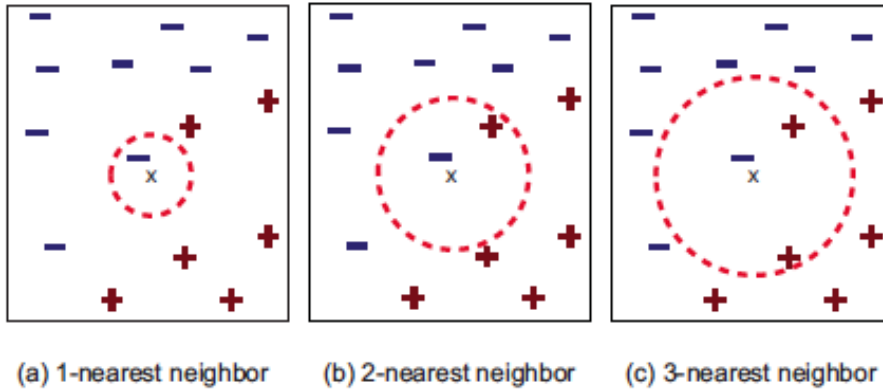 x x x
(a) 1-nearest neighbor (b) 2-nearest neighbor (c) 3-nearest neighbor